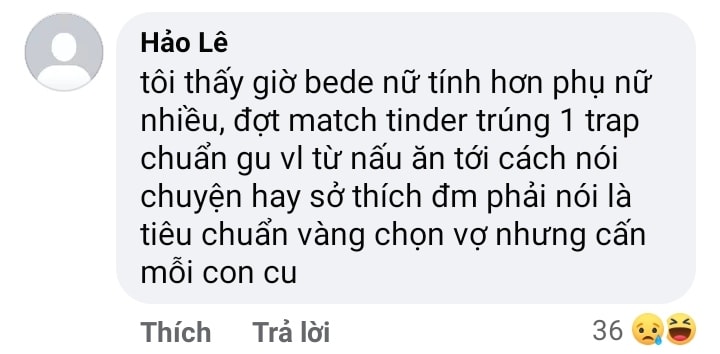 Hảo Lê
tôi thấy giờ bede nữ tính hơn phụ nữ
nhiều, đợt match tinder trúng 1 trap
chuẩn gu vl từ nấu ăn tới cách nói
chuyện hay sở thích đm phải nói là
tiêu chuẩn vàng chọn vợ nhưng cấn
mỗi con cu
Thích Trả lời 36